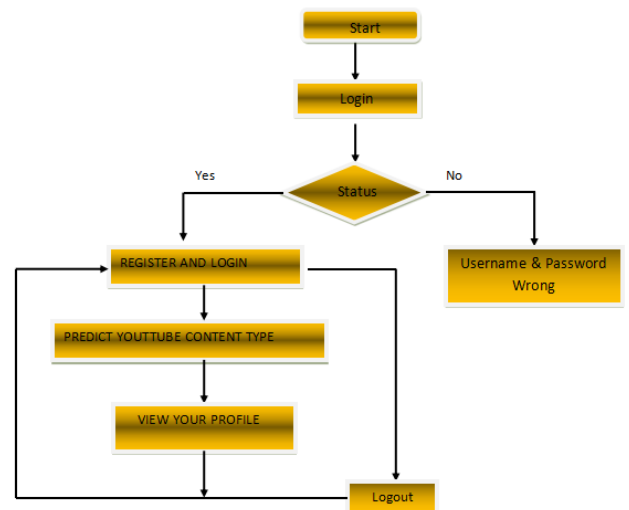 Start
Login
Status
Yes
No
REGISTER AND LOGIN
Username & Password
Wrong
PREDICT YOUTTUBE CONTENT TYPE
VIEW YOUR PROFILE
Logout